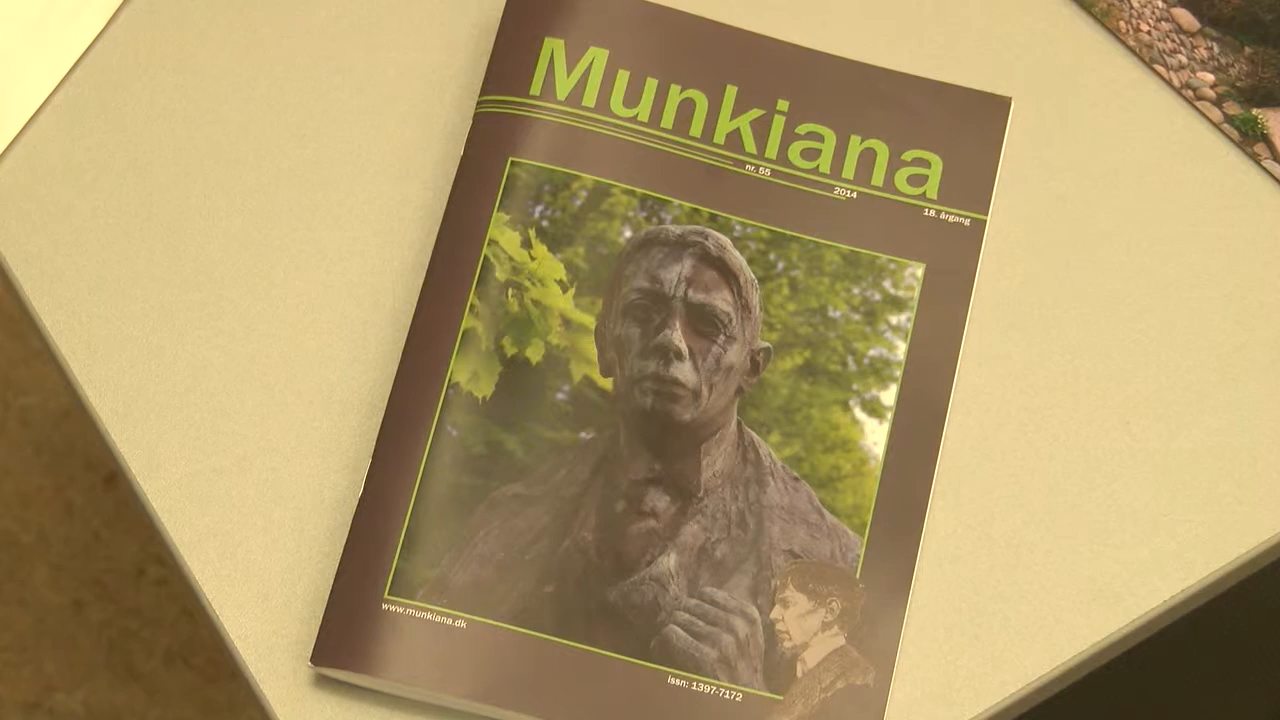 Munkiana
nr. 55
2014
18. årgang
www.munkiana.dk
issn: 1397-7172